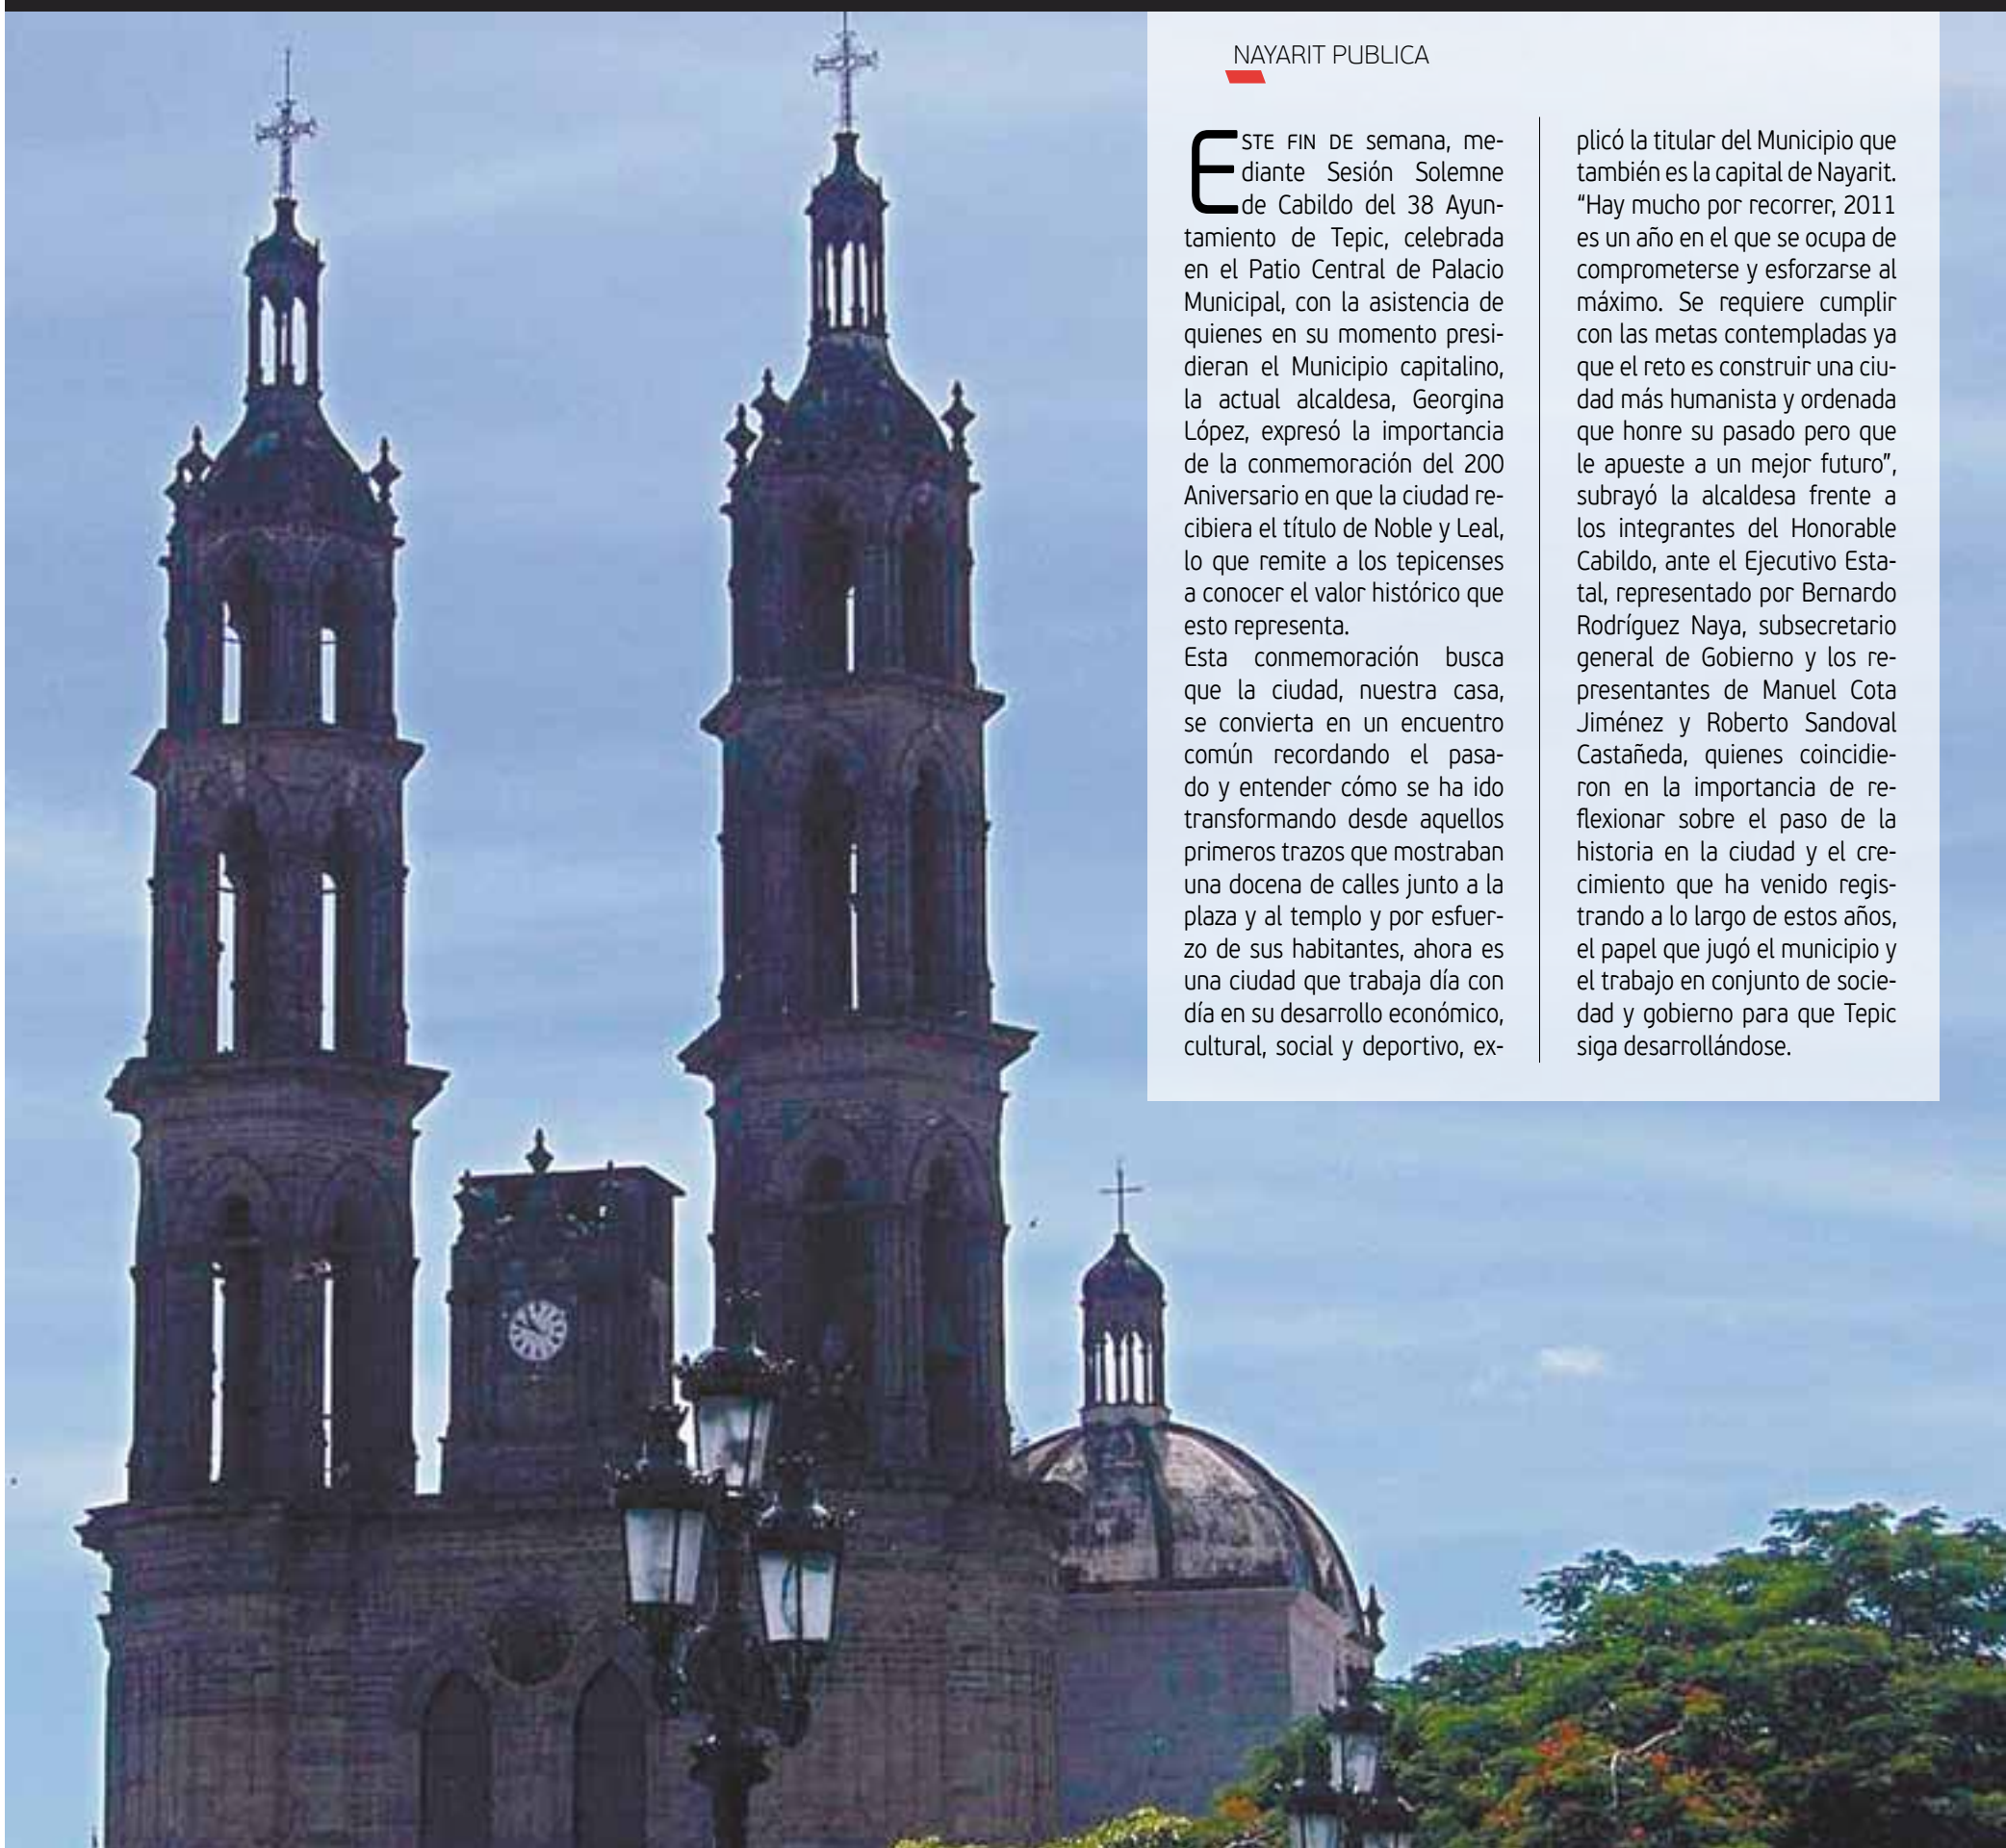 NAYARIT PUBLICA
ESTE FIN DE semana, me-
diante Sesión Solemne
de Cabildo del 38 Ayun-
tamiento de Tepic, celebrada
en el Patio Central de Palacio
Municipal, con la asistencia de
quienes en su momento presi-
dieran el Municipio capitalino,
la actual alcaldesa, Georgina
López, expresó la importancia
de la conmemoración del 200
Aniversario en que la ciudad re-
cibiera el título de Noble y Leal,
lo que remite a los tepicenses
a conocer el valor histórico que
esto representa.
Esta conmemoración busca
que la ciudad, nuestra casa,
se convierta en un encuentro
común recordando el pasa-
do y entender cómo se ha ido
transformando desde aquellos
primeros trazos que mostraban
una docena de calles junto a la
plaza y al templo y por esfuer-
zo de sus habitantes, ahora es
una ciudad que trabaja día con
día en su desarrollo económico,
cultural, social y deportivo, ex-
plicó la titular del Municipio que
también es la capital de Nayarit.
“Hay mucho por recorrer, 2011
es un año en el que se ocupa de
comprometerse y esforzarse al
máximo. Se requiere cumplir
con las metas contempladas ya
que el reto es construir una ciu-
dad más humanista y ordenada
que honre su pasado pero que
le apueste a un mejor futuro”,
subrayó la alcaldesa frente a
los integrantes del Honorable
Cabildo, ante el Ejecutivo Esta-
tal, representado por Bernardo
Rodríguez Naya, subsecretario
general de Gobierno y los re-
presentantes de Manuel Cota
Jiménez y Roberto Sandoval
Castañeda, quienes coincidie-
ron en la importancia de re-
flexionar sobre el paso de la
historia en la ciudad y el cre-
cimiento que ha venido regis-
trando a lo largo de estos años,
el papel que jugó el municipio y
el trabajo en conjunto de socie-
dad y gobierno para que Tepic
siga desarrollándose.